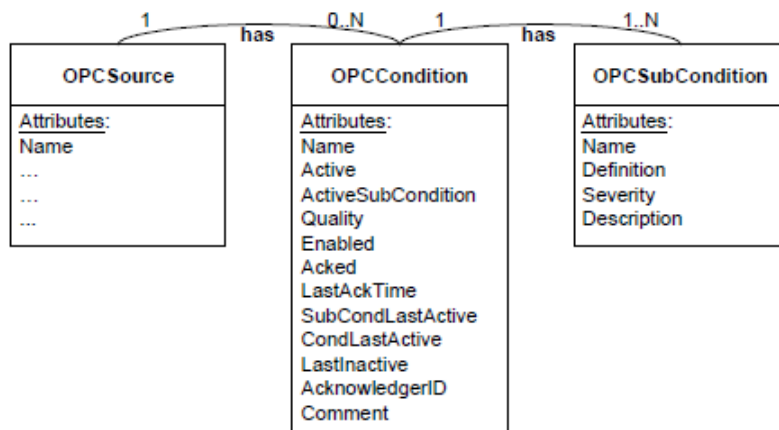 1 0..N 1 1..N
has has
OPCSource
Attributes:
Name
…
…
...
OPCCondition
Attributes:
Name
Active
ActiveSubCondition
Quality
Enabled
Acked
LastAckTime
SubCondLastActive
CondLastActive
LastInactive
AcknowledgerID
Comment
OPCSubCondition
Attributes:
Name
Definition
Severity
Description